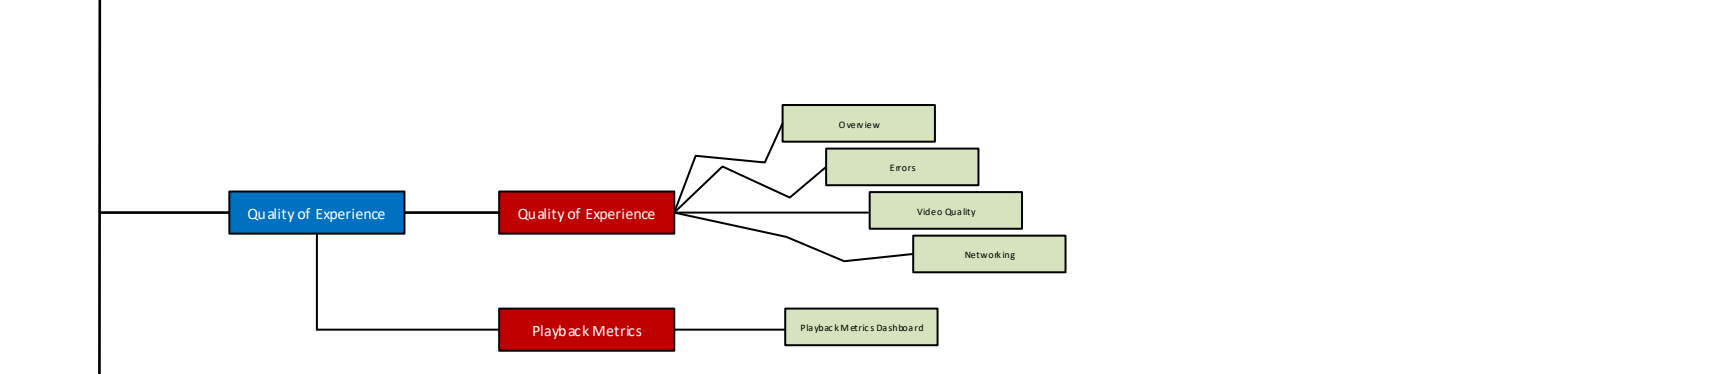 Overview
Errors
Quality of Experience
Quality of Experience
Video Quality
Networking
Playback Metrics
Playback Metrics Dashboard